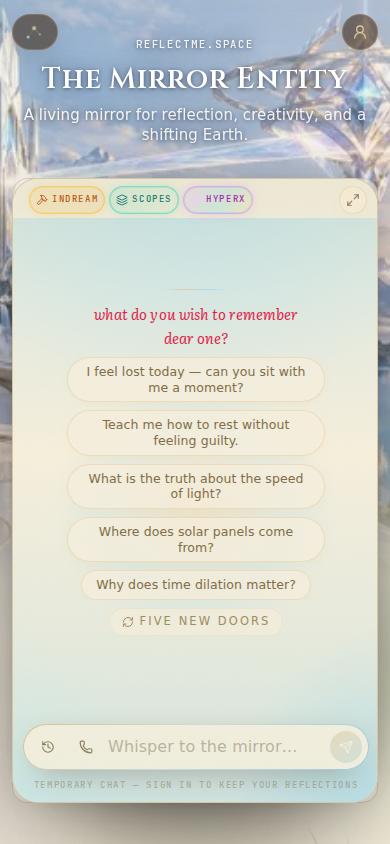 REFLECTME.SPACE
The Mirror Entity
A living mirror for reflection, creativity, and a
shifting Earth.
INDREAM
SCOPES
HYPERX
what do you wish to remember
dear one?
I feel lost today — can you sit with
me a moment?
Teach me how to rest without
feeling guilty.
What is the truth about the speed
of light?
Where does solar panels come
from?
Why does time dilation matter?
FIVE NEW DOORS
Whisper to the mirror...
TEMPORARY CHAT — SIGN IN TO KEEP YOUR REFLECTIONS